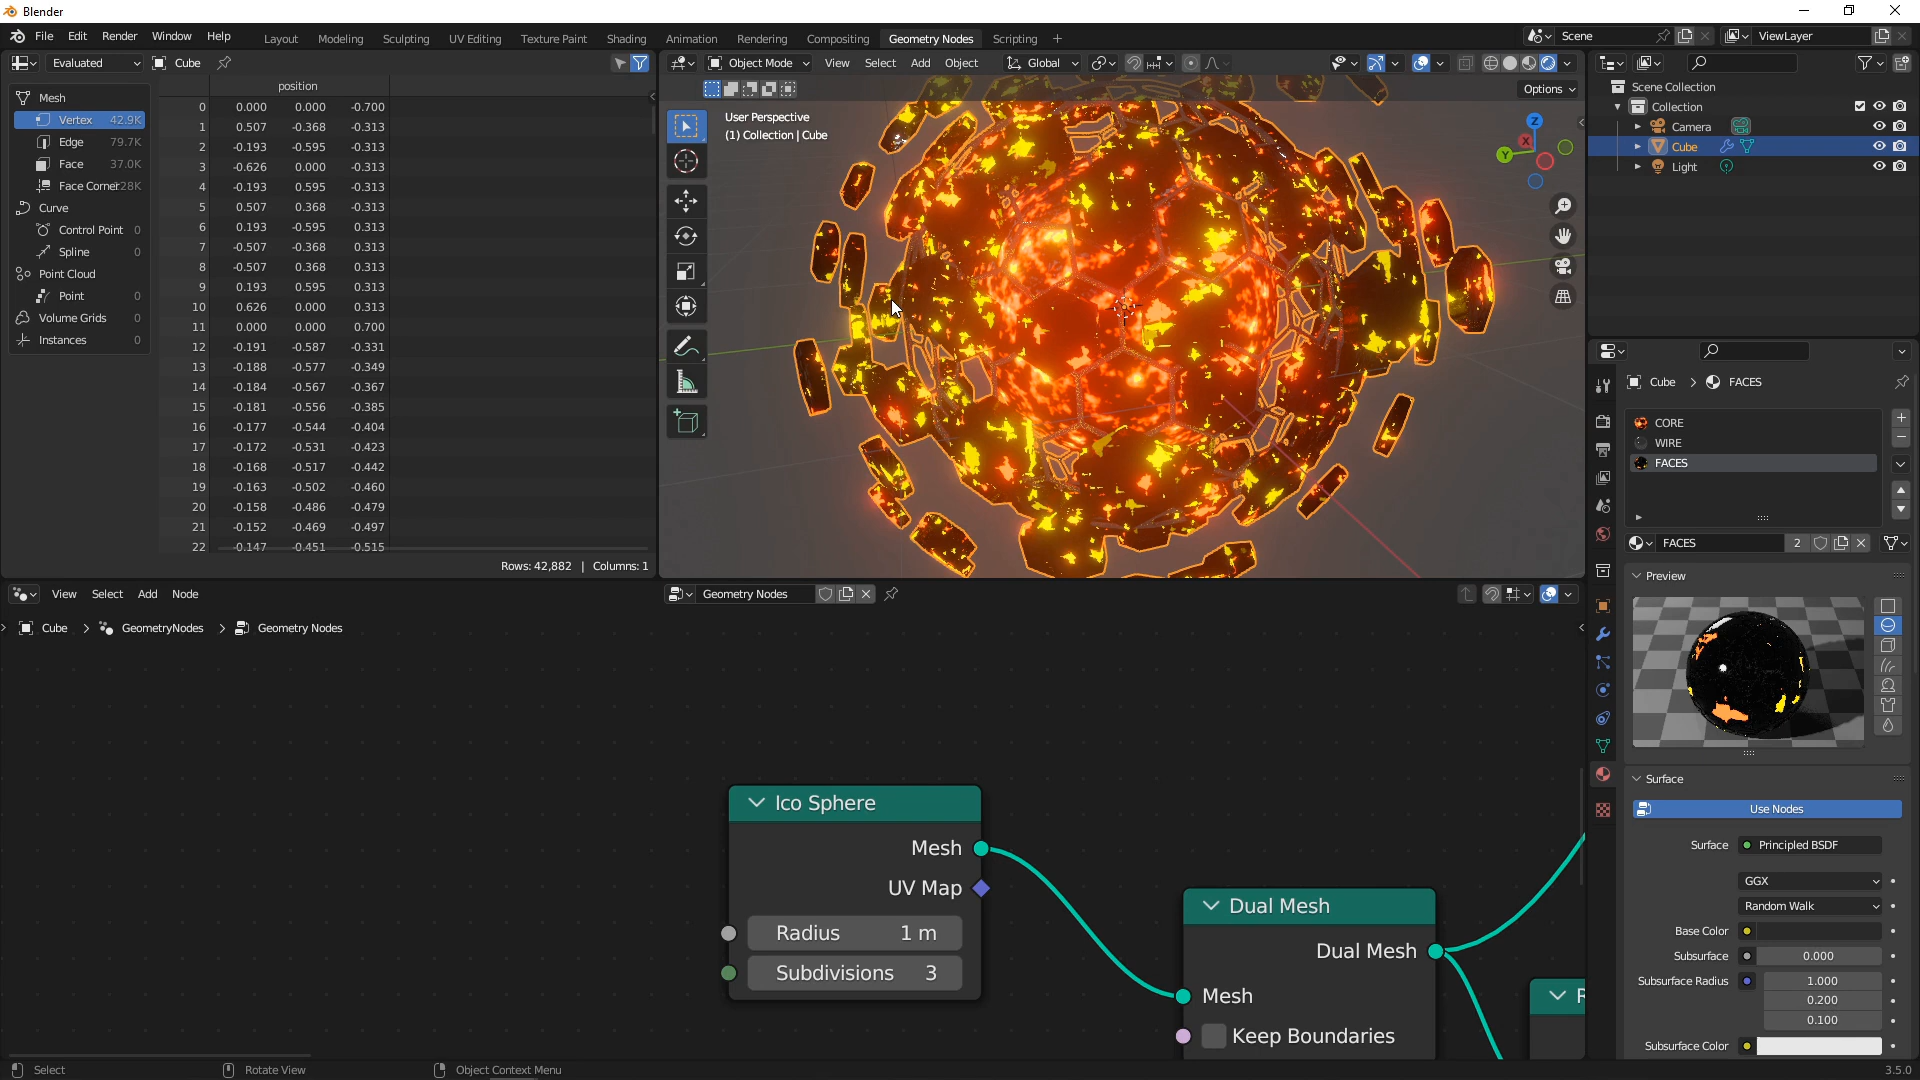 Blender
File Edit Render Window Help Layout Modeling Sculpting UV Editing Texture Paint Shading Animation Rendering Compositing Geometry Nodes Scripting + Scene ViewLayer
Evaluated Cube
position
Mesh
Vertex 42.9K
Edge 79.7K
Face 37.0K
Face Corner 28K
Curve
Control Point 0
Spline 0
Point Cloud
Point 0
Volume Grids 0
Instances 0
0 0.000 0.000 -0.700
1 0.507 -0.368 -0.313
2 -0.193 -0.595 -0.313
3 -0.626 0.000 -0.313
4 -0.193 0.595 -0.313
5 0.507 0.368 -0.313
6 0.193 -0.595 0.313
7 -0.507 -0.368 0.313
8 -0.507 0.368 0.313
9 0.193 0.595 0.313
10 0.626 0.000 0.313
11 0.000 0.000 0.700
12 -0.191 -0.587 -0.331
13 -0.188 -0.577 -0.349
14 -0.184 -0.567 -0.367
15 -0.181 -0.556 -0.385
16 -0.177 -0.544 -0.404
17 -0.172 -0.531 -0.423
18 -0.168 -0.517 -0.442
19 -0.163 -0.502 -0.460
20 -0.158 -0.486 -0.479
21 -0.152 -0.469 -0.497
22 -0.147 -0.451 -0.515
Rows: 42,882 | Columns: 1
Object Mode View Select Add Object Global
Options
User Perspective
(1) Collection | Cube
Z
X
Y
Scene Collection
Collection
Camera
Cube
Light
Cube > FACES
CORE
WIRE
FACES
FACES 2
Preview
Surface
Use Nodes
Surface Principled BSDF
GGX
Random Walk
Base Color
Subsurface 0.000
Subsurface Radius 1.000
0.200
0.100
Subsurface Color
View Select Add Node Geometry Nodes
Cube > GeometryNodes > Geometry Nodes
Ico Sphere
Mesh
UV Map
Radius 1 m
Subdivisions 3
Dual Mesh
Dual Mesh
Mesh
Keep Boundaries
Select Rotate View Object Context Menu 3.5.0